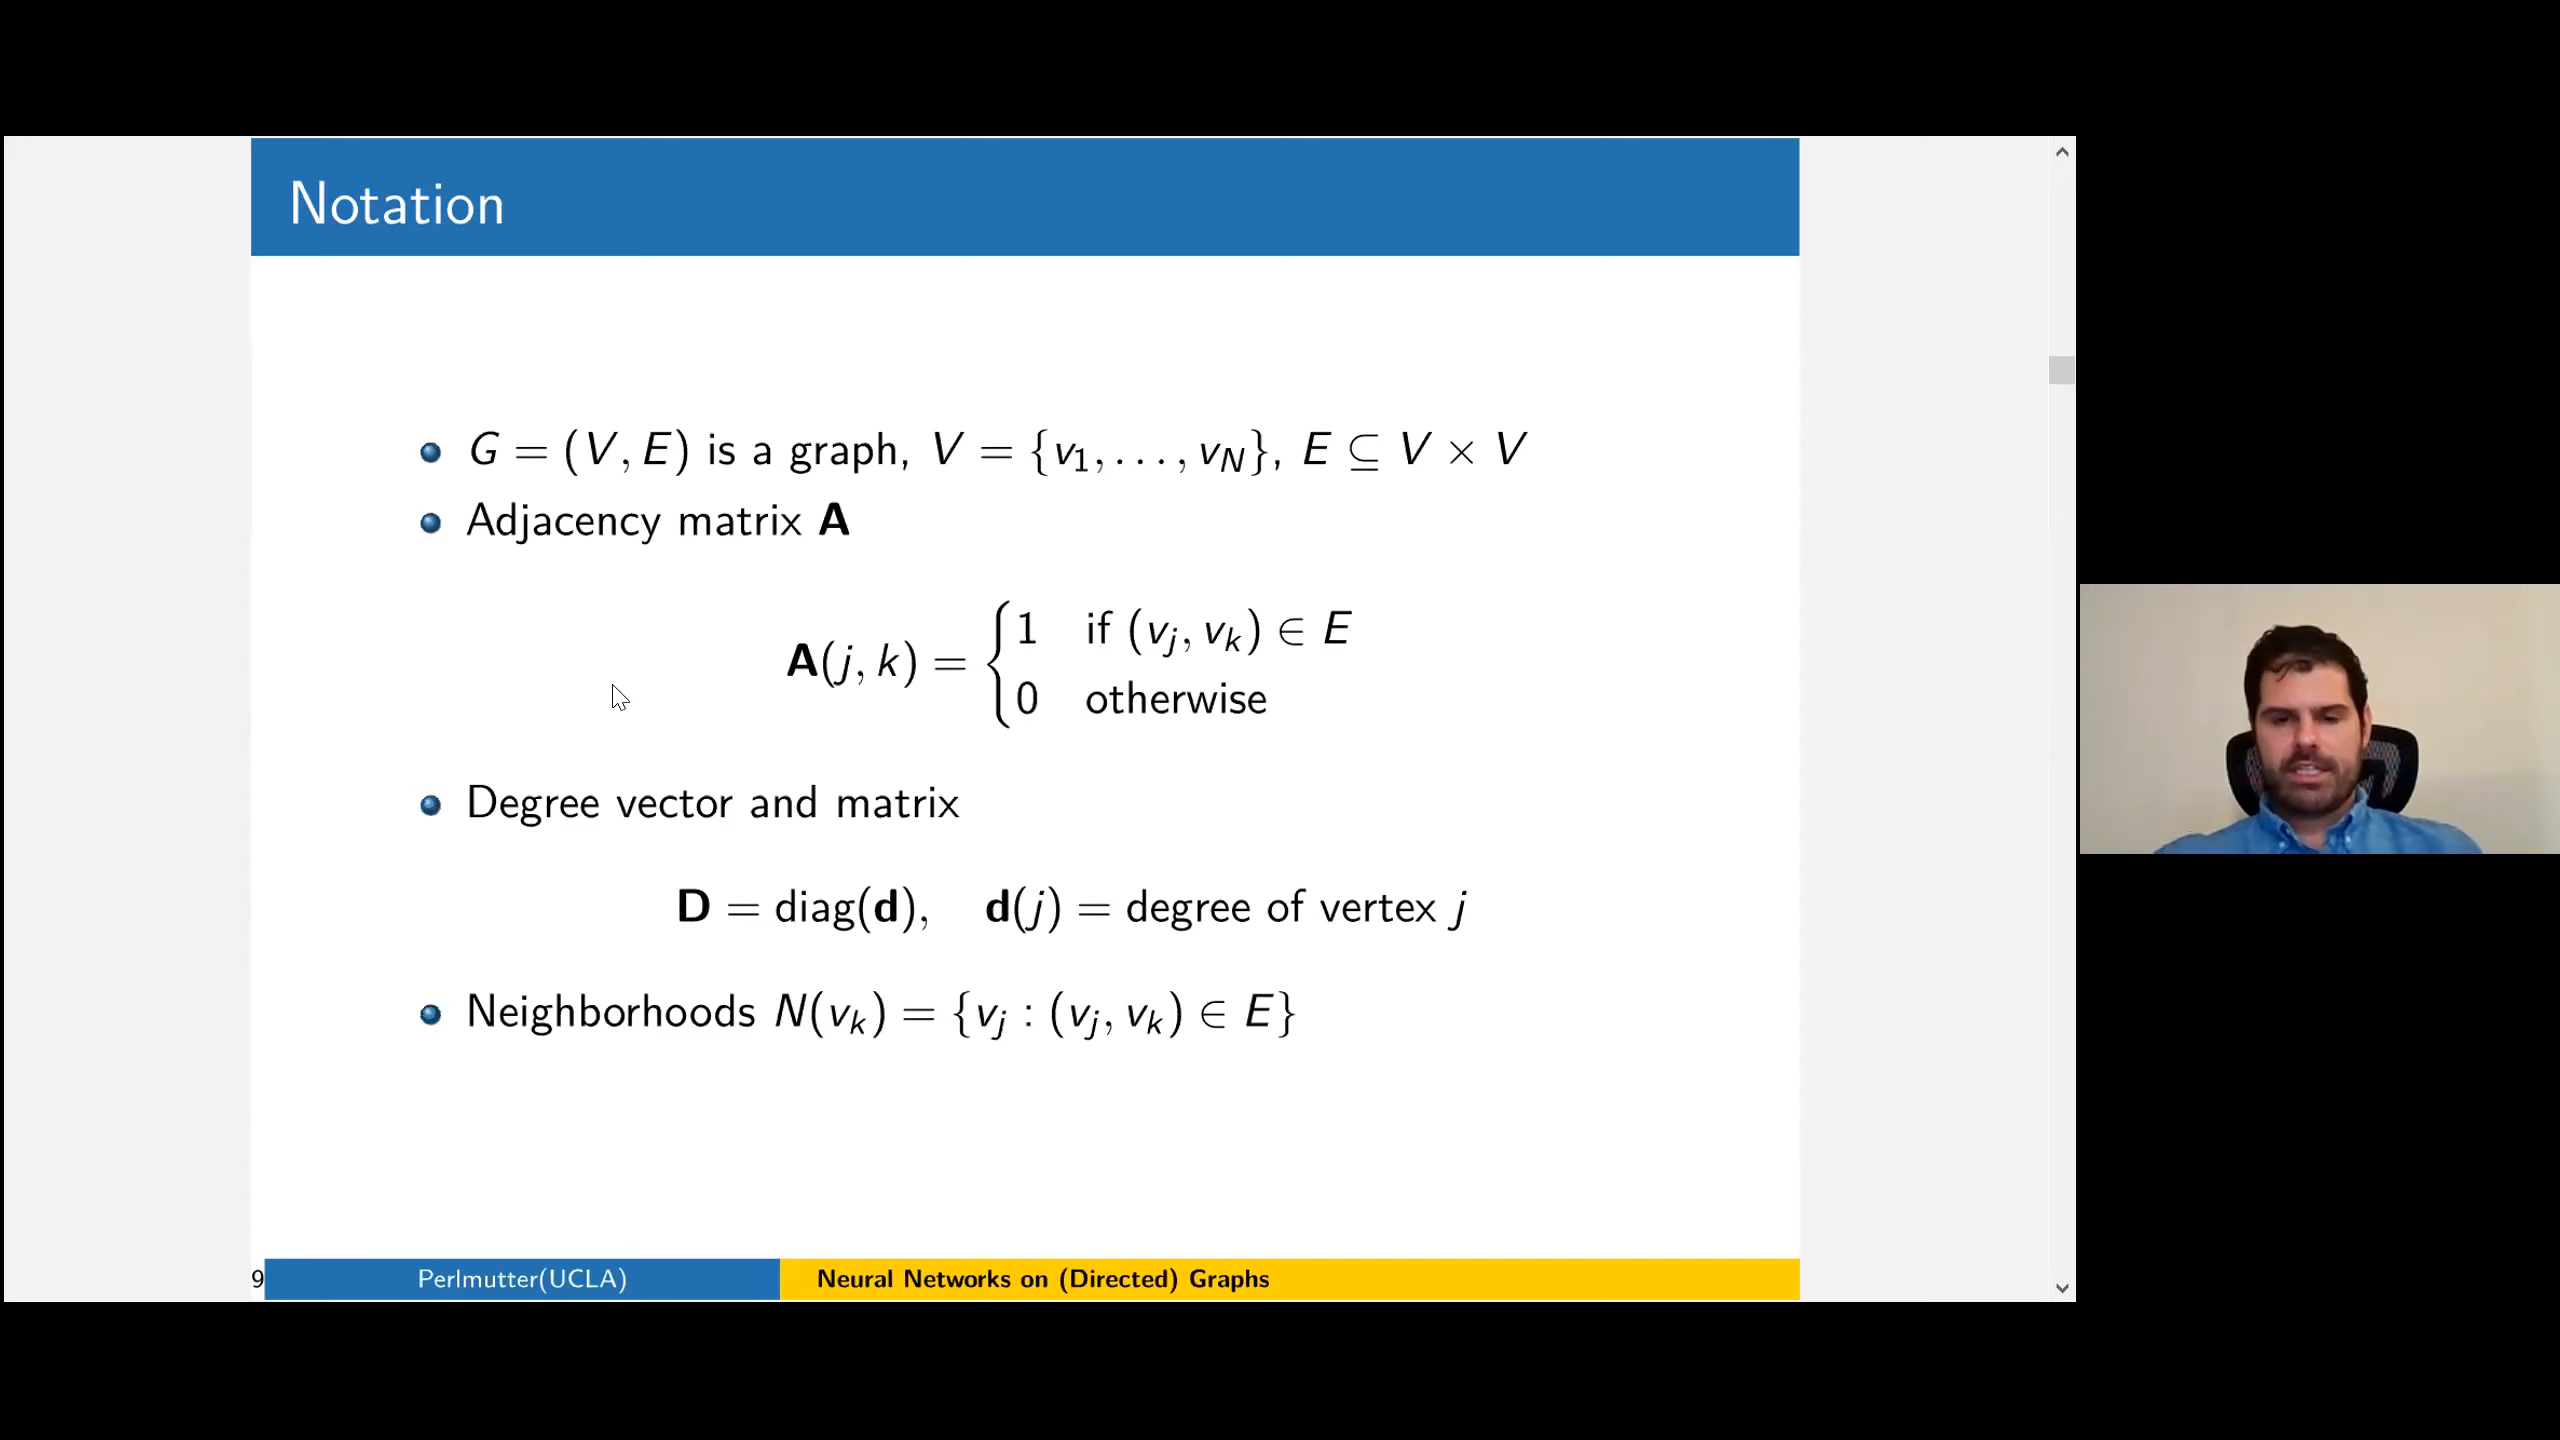 Notation
G = (V, E) is a graph, V = {v₁, . . . , v_N}, E ⊆ V × V
Adjacency matrix A
A(j, k) = { 1 if (v_j, v_k) ∈ E
0 otherwise
Degree vector and matrix
D = diag(d), d(j) = degree of vertex j
Neighborhoods N(v_k) = {v_j : (v_j, v_k) ∈ E}
9 Perlmutter(UCLA) Neural Networks on (Directed) Graphs